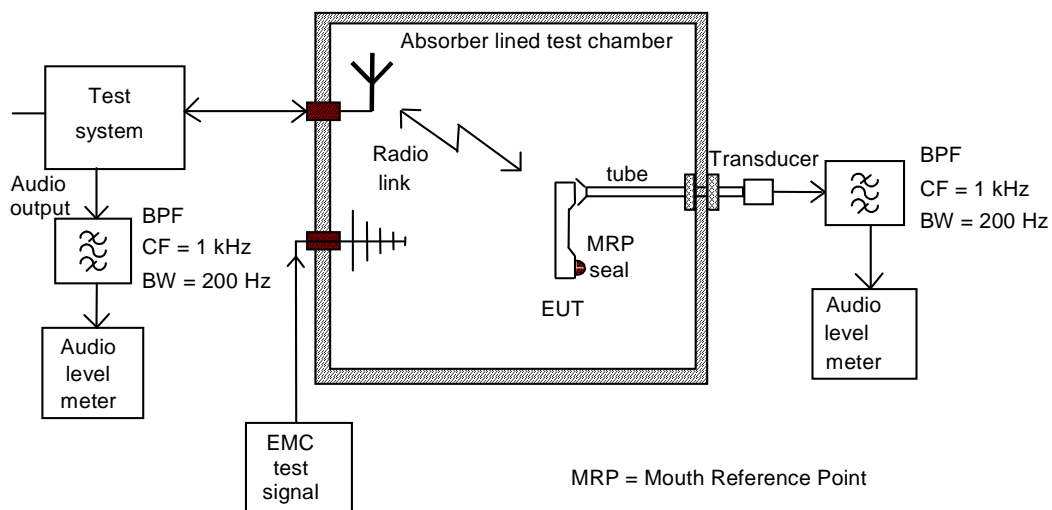 Absorber lined test chamber
Test
system
Radio
link
Audio
output
BPF
CF = 1 kHz
BW = 200 Hz
Audio
level
meter
EMC
test
signal
tube
MRP
seal
EUT
Transducer
BPF
CF = 1 kHz
BW = 200 Hz
Audio
level
meter
MRP = Mouth Reference Point